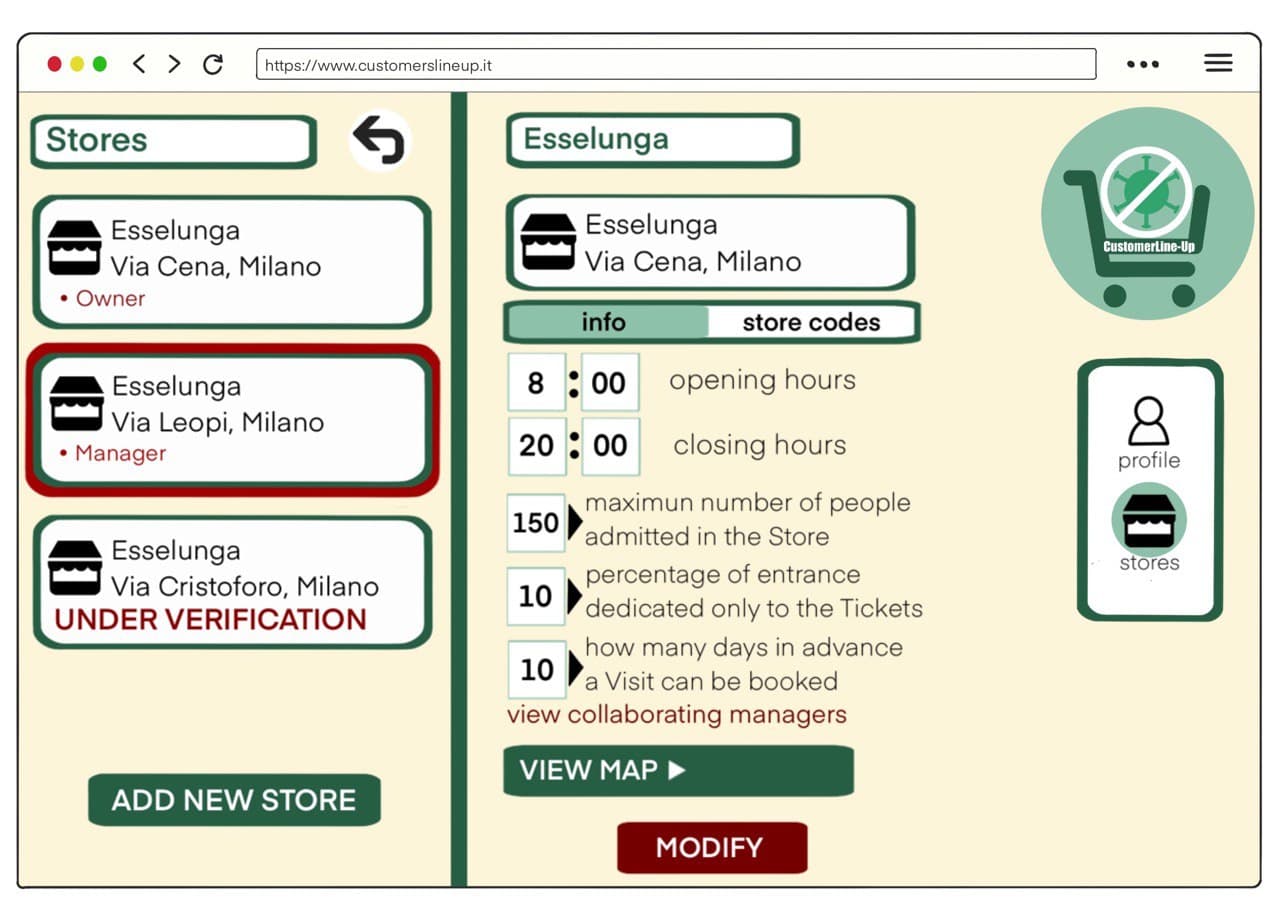 https://www.customerslineup.it
Stores
Esselunga
Via Cena, Milano
• Owner
Esselunga
Via Leopi, Milano
• Manager
Esselunga
Via Cristoforo, Milano
UNDER VERIFICATION
ADD NEW STORE
Esselunga
Esselunga
Via Cena, Milano
info store codes
8 : 00 opening hours
20 : 00 closing hours
150 maximun number of people
admitted in the Store
10 percentage of entrance
dedicated only to the Tickets
10 how many days in advance
a Visit can be booked
view collaborating managers
VIEW MAP
MODIFY
CustomerLine-Up
profile
stores